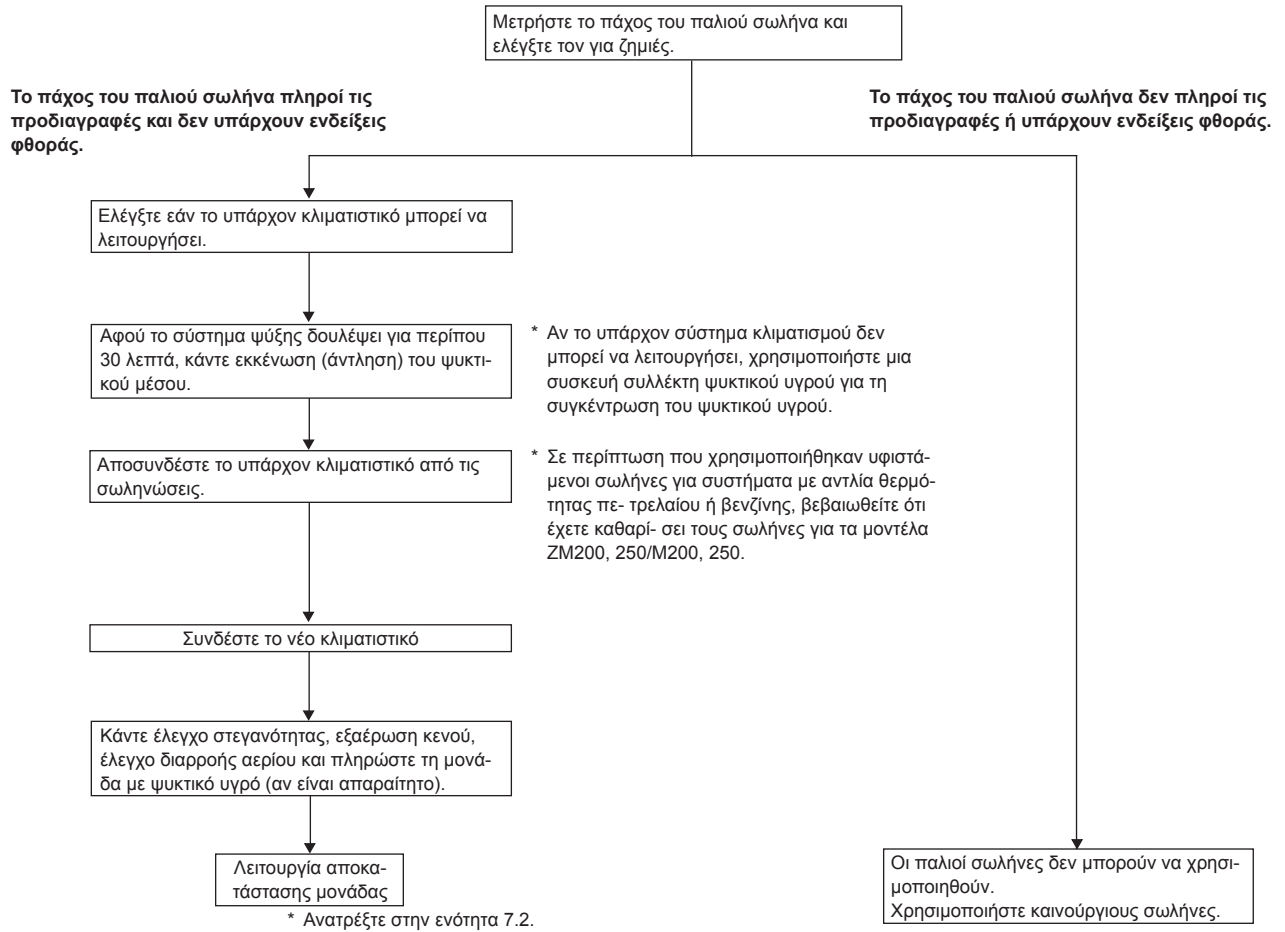 Μετρήστε το πάχος του παλιού σωλήνα και
ελέγξτε τον για ζημιές.
Το πάχος του παλιού σωλήνα πληροί τις
προδιαγραφές και δεν υπάρχουν ενδείξεις
φθοράς.
Το πάχος του παλιού σωλήνα δεν πληροί τις
προδιαγραφές ή υπάρχουν ενδείξεις φθοράς.
Ελέγξτε εάν το υπάρχον κλιματιστικό μπορεί να
λειτουργήσει.
Αφού το σύστημα ψύξης δουλέψει για περίπου
30 λεπτά, κάντε εκκένωση (άντληση) του ψυκτι-
κού μέσου.
* Αν το υπάρχον σύστημα κλιματισμού δεν
μπορεί να λειτουργήσει, χρησιμοποιήστε μια
συσκευή συλλέκτη ψυκτικού υγρού για τη
συγκέντρωση του ψυκτικού υγρού.
Αποσυνδέστε το υπάρχον κλιματιστικό από τις
σωληνώσεις.
* Σε περίπτωση που χρησιμοποιήθηκαν υφιστά-
μενοι σωλήνες για συστήματα με αντλία θερμό-
τητας πε- τρελαίου ή βενζίνης, βεβαιωθείτε ότι
έχετε καθαρί- σει τους σωλήνες για τα μοντέλα
ZM200, 250/M200, 250.
Συνδέστε το νέο κλιματιστικό
Κάντε έλεγχο στεγανότητας, εξαέρωση κενού,
έλεγχο διαρροής αερίου και πληρώστε τη μονά-
δα με ψυκτικό υγρό (αν είναι απαραίτητο).
Λειτουργία αποκα-
τάστασης μονάδας
* Ανατρέξτε στην ενότητα 7.2.
Οι παλιοί σωλήνες δεν μπορούν να χρησι-
μοποιηθούν.
Χρησιμοποιήστε καινούργιους σωλήνες.